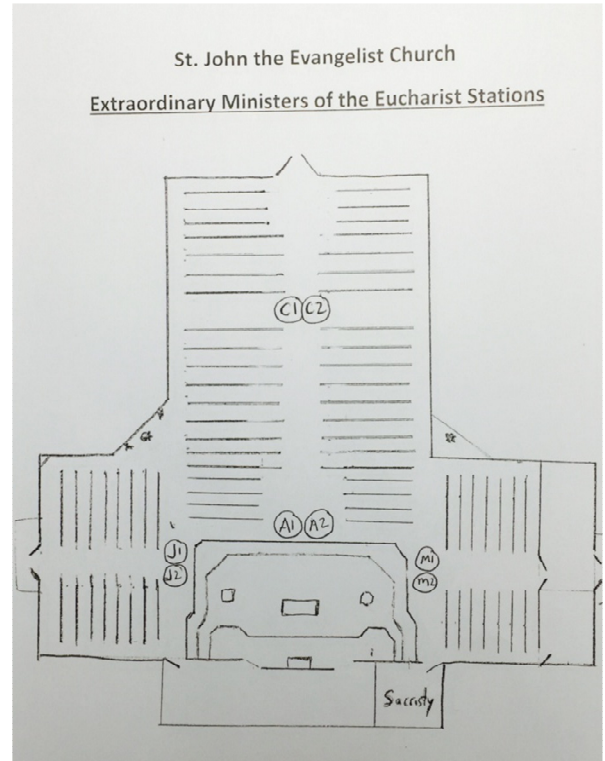 St. John the Evangelist Church
Extraordinary Ministers of the Eucharist Stations
C1 C2
A1 A2
J1
M1
J2
M2
Sacristy